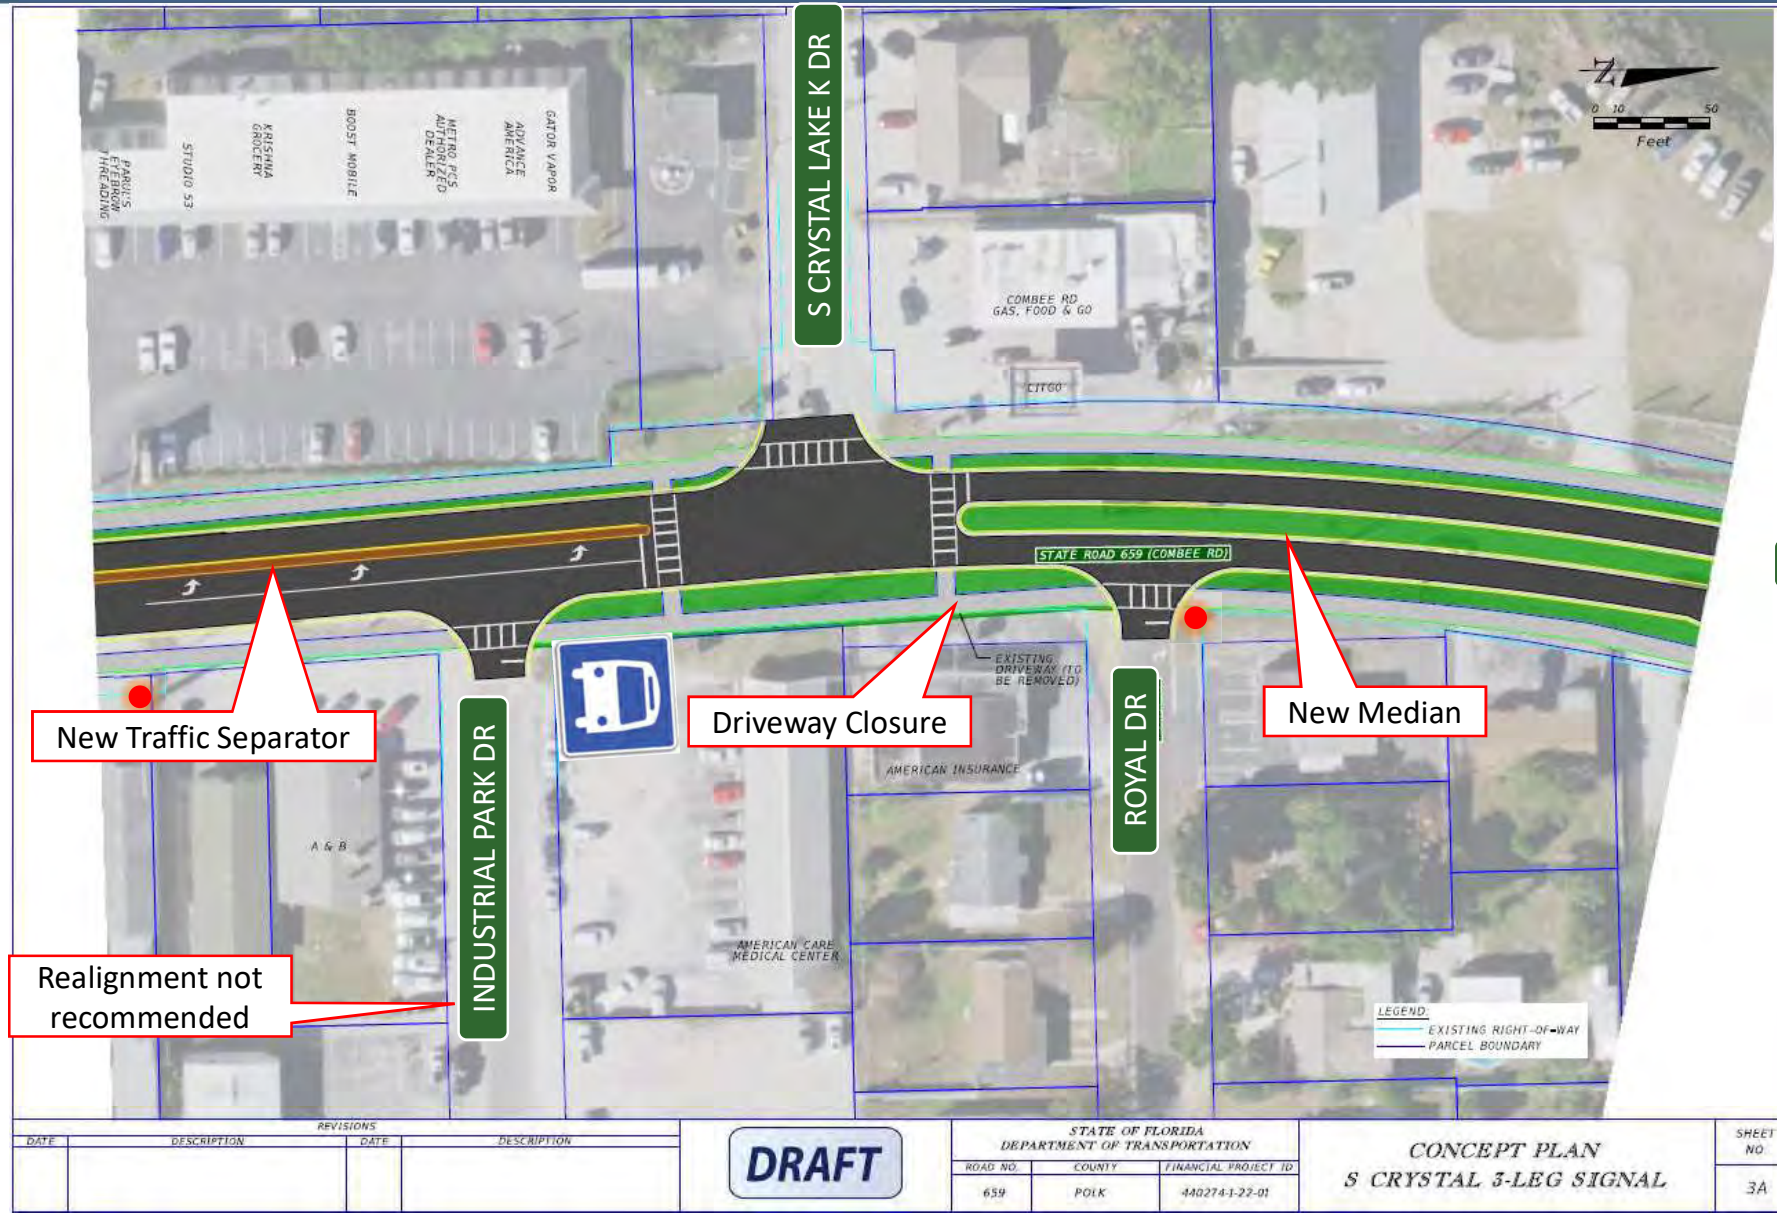 S CRYSTAL LAKE K DR
N
0 10 50
Feet
PARUL'S
EYEBROW
THREADING
STUDIO 53
KRISHNA
GROCERY
BOOST MOBILE
METRO PCS
AUTHORIZED
DEALER
ADVANCE
AMERICA
GATOR VAPOR
COMBEE RD
GAS, FOOD & GO
CITGO
STATE ROAD 659 (COMBEE RD)
EXISTING
DRIVEWAY (TO
BE REMOVED)
New Traffic Separator
Driveway Closure
New Median
INDUSTRIAL PARK DR
ROYAL DR
AMERICAN INSURANCE
A & B
AMERICAN CARE
MEDICAL CENTER
Realignment not
recommended
LEGEND:
EXISTING RIGHT-OF-WAY
PARCEL BOUNDARY
REVISIONS
DATE DESCRIPTION DATE DESCRIPTION
DRAFT
STATE OF FLORIDA
DEPARTMENT OF TRANSPORTATION
ROAD NO. COUNTY FINANCIAL PROJECT ID
659 POLK 440274-1-22-01
CONCEPT PLAN
S CRYSTAL 3-LEG SIGNAL
SHEET
NO
3A